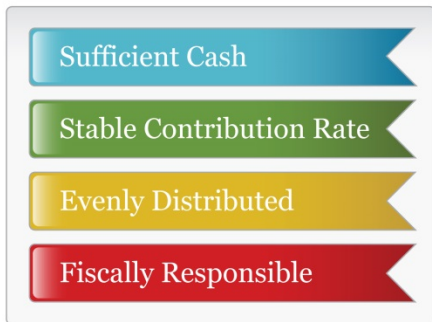 Sufficient Cash
Stable Contribution Rate
Evenly Distributed
Fiscally Responsible